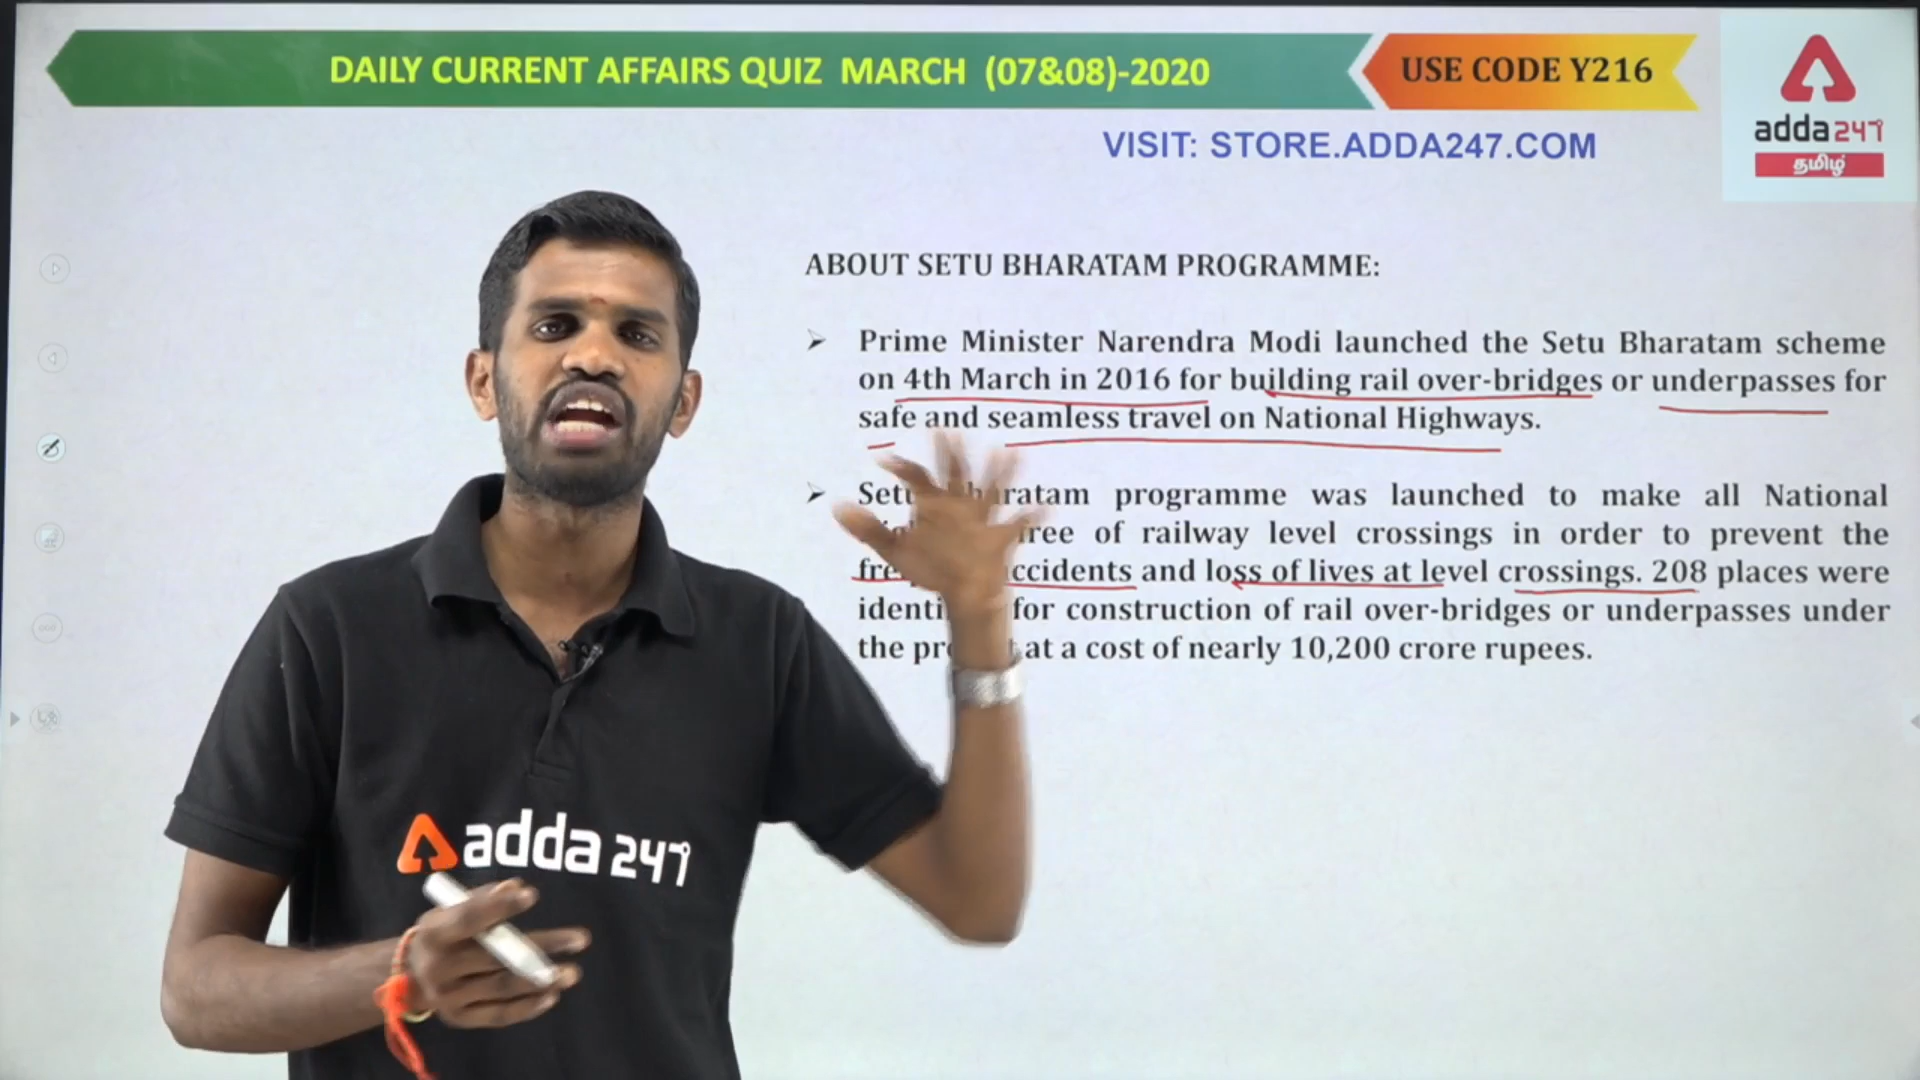 DAILY CURRENT AFFAIRS QUIZ MARCH (07&08)-2020
USE CODE Y216
VISIT: STORE.ADDA247.COM
adda247
தமிழ்
ABOUT SETU BHARATAM PROGRAMME:
Prime Minister Narendra Modi launched the Setu Bharatam scheme
on 4th March in 2016 for building rail over-bridges or underpasses for
safe and seamless travel on National Highways.
ratam programme was launched to make all National
free of railway level crossings in order to prevent the
accidents and loss of lives at level crossings. 208 places were
for construction of rail over-bridges or underpasses under
the at a cost of nearly 10,200 crore rupees.
adda 247